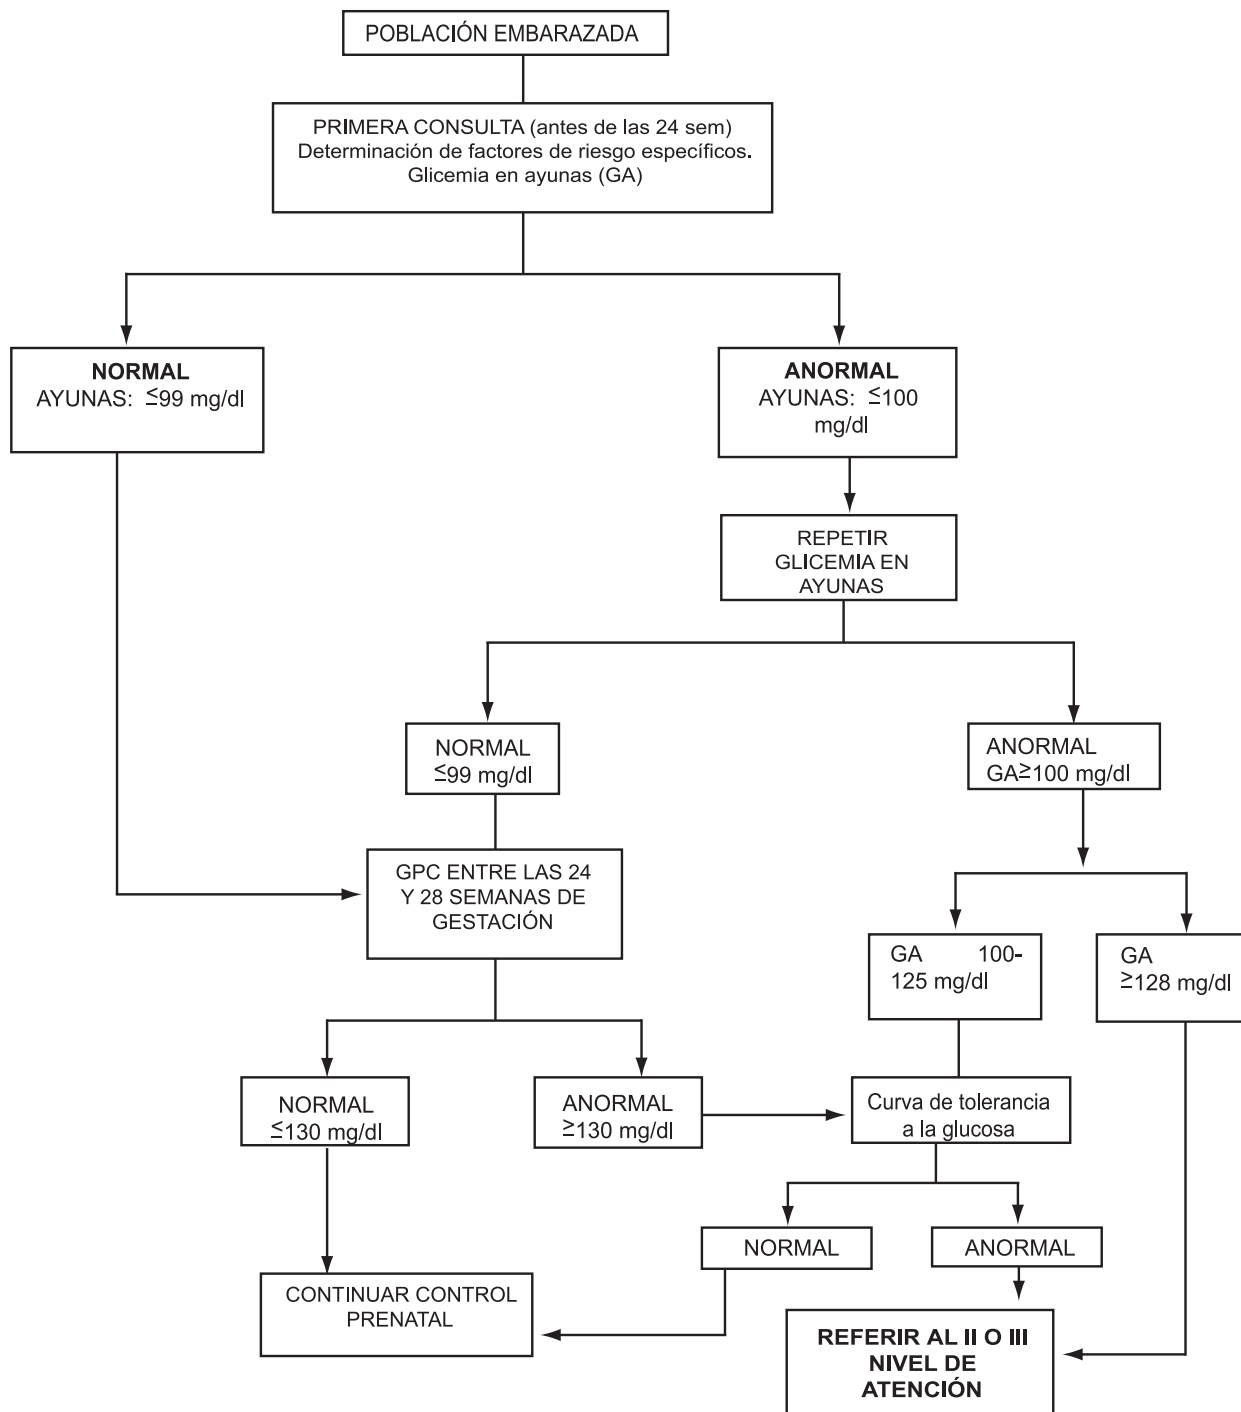 POBLACIÓN EMBARAZADA
PRIMERA CONSULTA (antes de las 24 sem)
Determinación de factores de riesgo específicos.
Glicemia en ayunas (GA)
NORMAL
AYUNAS: ≤99 mg/dl
ANORMAL
AYUNAS: ≤100
mg/dl
REPETIR
GLICEMIA EN
AYUNAS
NORMAL
≤99 mg/dl
ANORMAL
GA≥100 mg/dl
GPC ENTRE LAS 24
Y 28 SEMANAS DE
GESTACIÓN
GA 100-
125 mg/dl
GA
≥128 mg/dl
NORMAL
≤130 mg/dl
ANORMAL
≥130 mg/dl
Curva de tolerancia
a la glucosa
NORMAL
ANORMAL
CONTINUAR CONTROL
PRENATAL
REFERIR AL II O III
NIVEL DE
ATENCIÓN